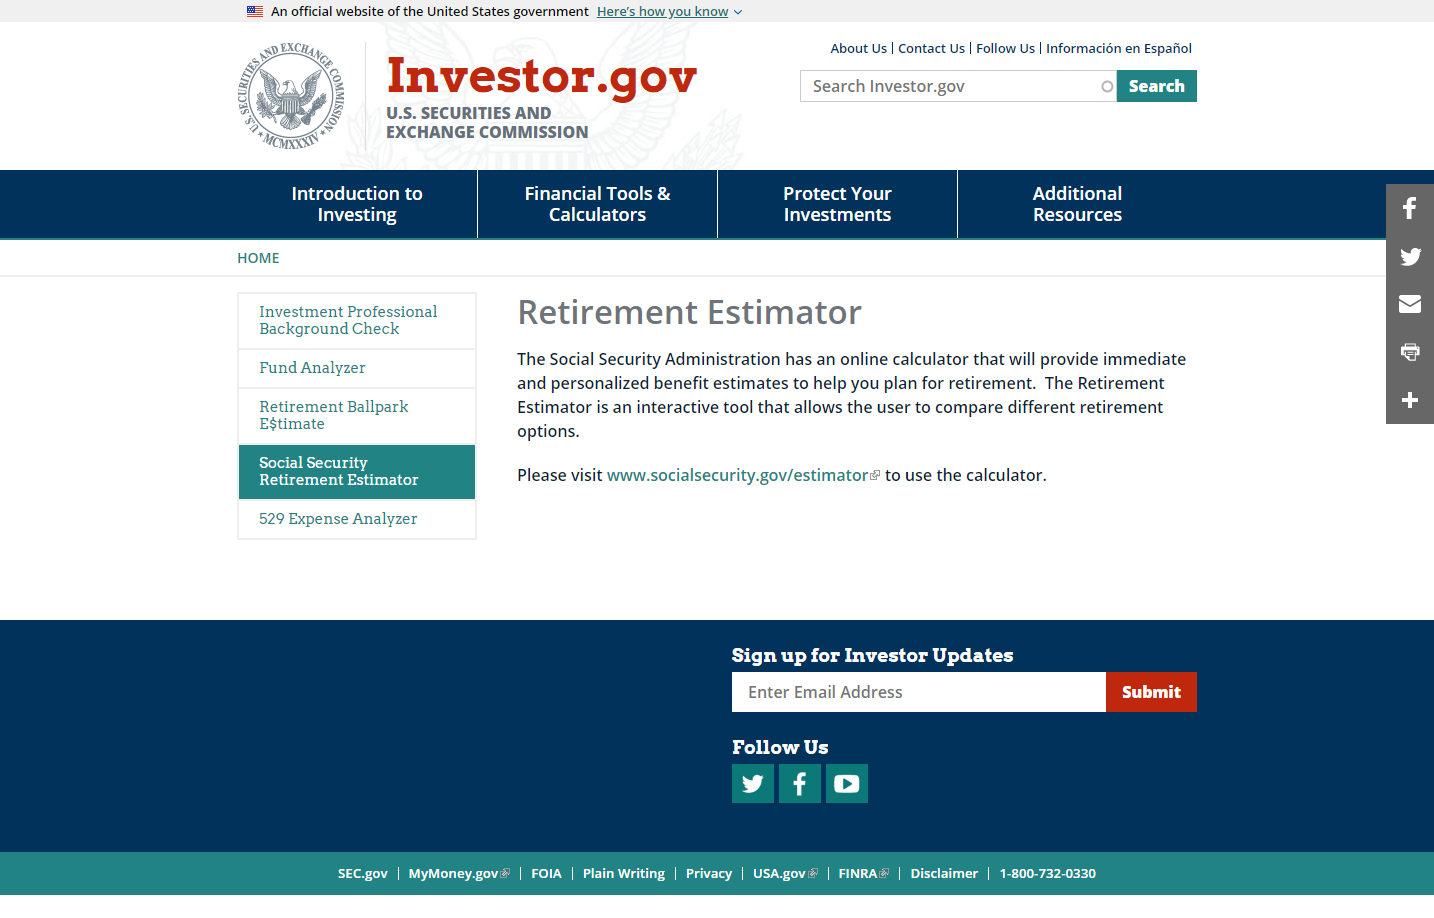 An official website of the United States government Here's how you know
About Us | Contact Us | Follow Us | Información en Español
U.S. SECURITIES AND EXCHANGE COMMISSION
MCMXXXIV
Investor.gov
U.S. SECURITIES AND
EXCHANGE COMMISSION
Search Investor.gov
Search
Introduction to
Investing
Financial Tools &
Calculators
Protect Your
Investments
Additional
Resources
HOME
Investment Professional
Background Check
Fund Analyzer
Retirement Ballpark
E$timate
Social Security
Retirement Estimator
529 Expense Analyzer
Retirement Estimator
The Social Security Administration has an online calculator that will provide immediate
and personalized benefit estimates to help you plan for retirement. The Retirement
Estimator is an interactive tool that allows the user to compare different retirement
options.
Please visit www.socialsecurity.gov/estimator to use the calculator.
Sign up for Investor Updates
Enter Email Address
Submit
Follow Us
SEC.gov | MyMoney.gov | FOIA | Plain Writing | Privacy | USA.gov | FINRA | Disclaimer | 1-800-732-0330